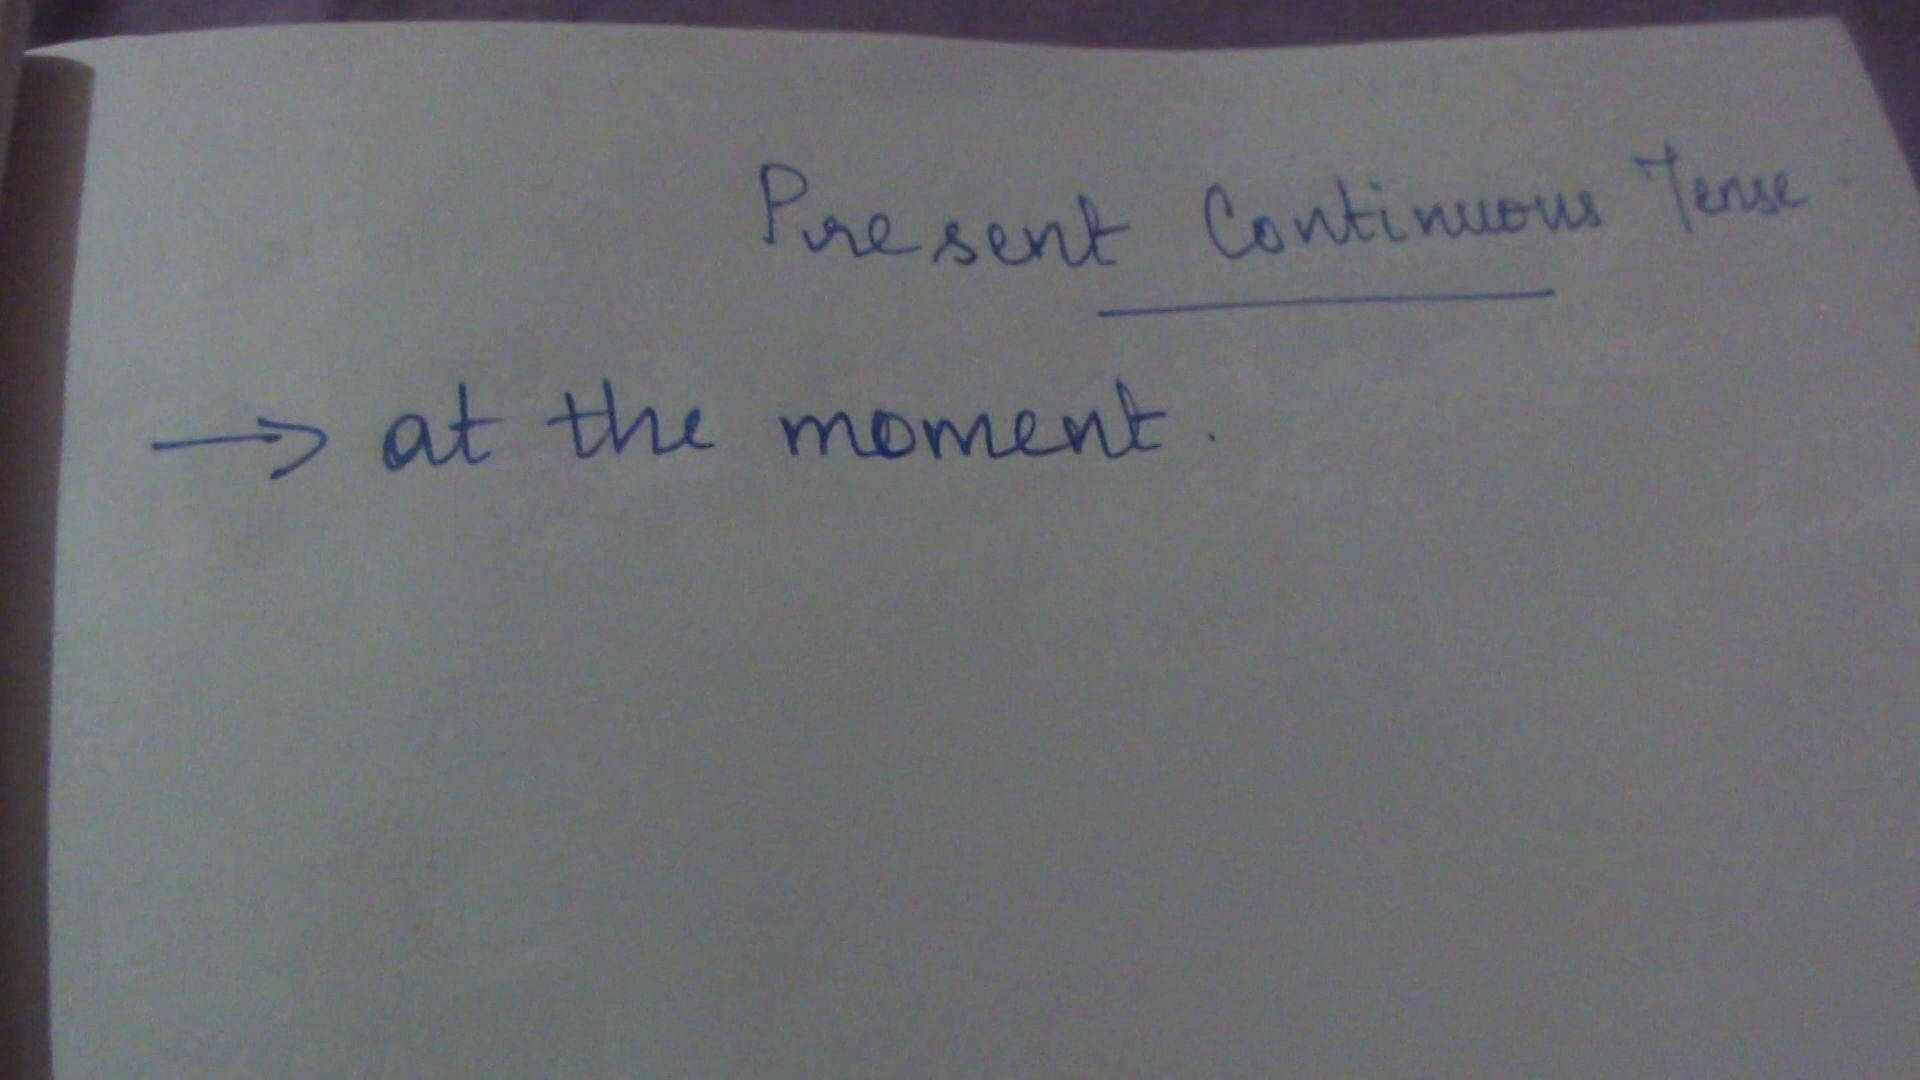 Present Continuous Tense.
→ at the moment.